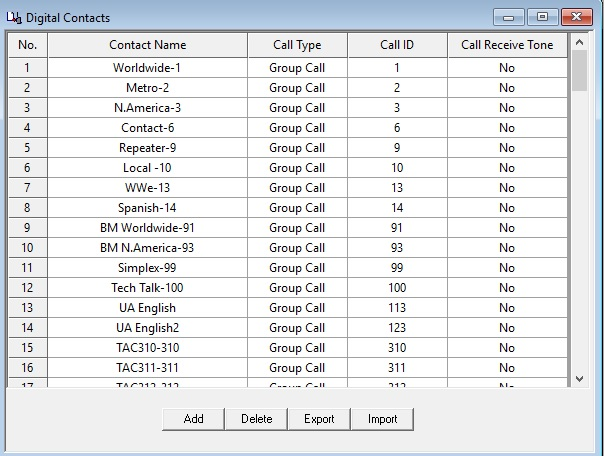 Digital Contacts
No. Contact Name Call Type Call ID Call Receive Tone
1 Worldwide-1 Group Call 1 No
2 Metro-2 Group Call 2 No
3 N.America-3 Group Call 3 No
4 Contact-6 Group Call 6 No
5 Repeater-9 Group Call 9 No
6 Local -10 Group Call 10 No
7 WWe-13 Group Call 13 No
8 Spanish-14 Group Call 14 No
9 BM Worldwide-91 Group Call 91 No
10 BM N.America-93 Group Call 93 No
11 Simplex-99 Group Call 99 No
12 Tech Talk-100 Group Call 100 No
13 UA English Group Call 113 No
14 UA English2 Group Call 123 No
15 TAC310-310 Group Call 310 No
16 TAC311-311 Group Call 311 No
17 TAC312-312 Group Call 312 No
Add Delete Export Import